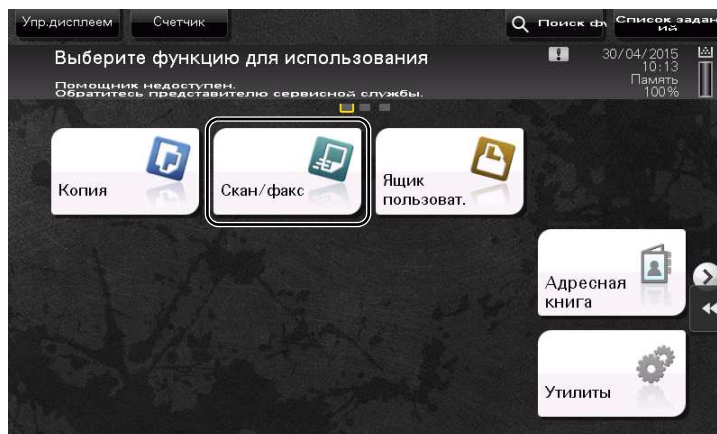 Упр.дисплеем
Счетчик
Поиск фу
Список задан
ий
Выберите функцию для использования
Помощник недоступен.
Обратитесь представителю сервисной службы.
30/04/2015
10:13
Память
100%
Копия
Скан/факс
Ящик
пользоват.
Адресная
книга
Утилиты